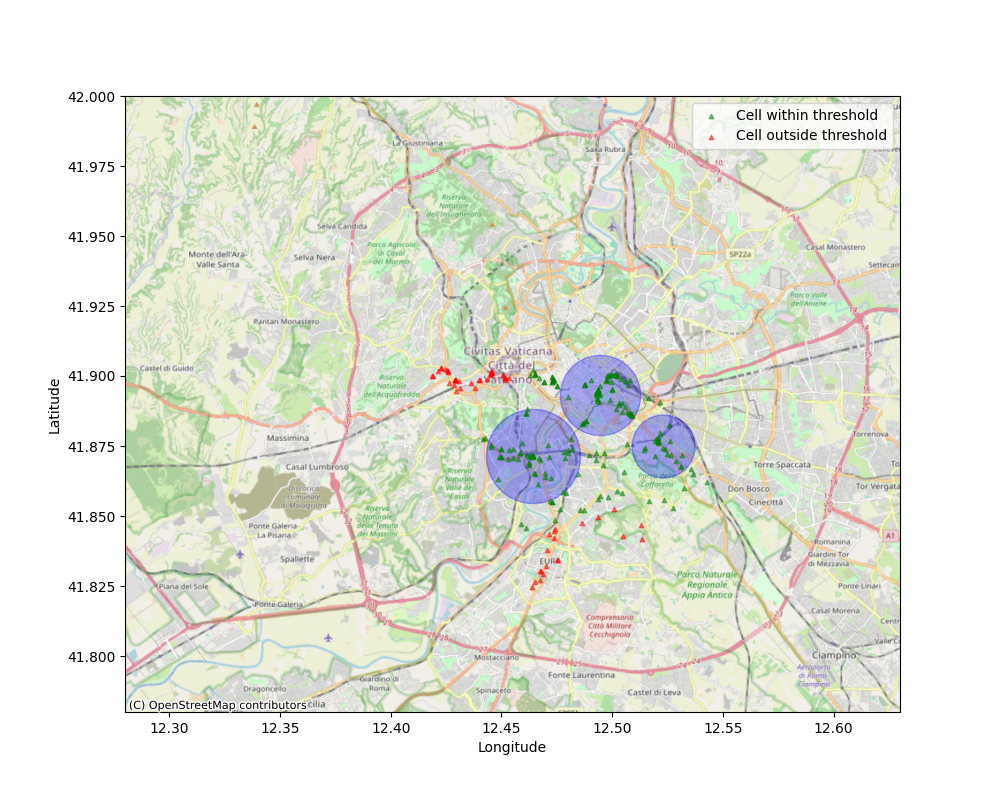 42.000
41.975
41.950
41.925
41.900
41.875
41.850
41.825
41.800
Latitude
12.30
12.35
12.40
12.45
12.50
12.55
12.60
Longitude
Cell within threshold
Cell outside threshold
La Giustiniana
Saxa Rubra
Riserva
Naturale
dell'Insugherata
Selva Candida
Parco Agricolo
di Casal
del Marmo
Monte dell'Ara-
Valle Santa
Selva Nera
SP22a
Casal Monastero
Settecam
Parco Valle
dell'Aniene
Pantan Monastero
Civitas Vaticana
Città del
Vaticano
Castel di Guido
Riserva
Naturale
dell'Acquafredda
Massimina
Casal Lumbroso
Discarica
comunale
di Malagrotta
Riserva
Naturale
Valle dei
Casali
Parco della
Caffarella
Torrenova
Torre Spaccata
Tor Vergata
Don Bosco
Cinecittà
Riserva
Naturale
della Tenuta
dei Massimi
Ponte Galeria-
La Pisana
Spallette
A1
Romanina
Giardini Tor
di Mezzavia
EUR
Piana del Sole
Ponte Galeria
Parco Naturale
Regionale
Appia Antica
Ponte Linari
Casal Morena
Comprensorio
Città Militare
Cecchignola
Mostacciano
Fonte Laurentina
Ciampino
Aeroporto
di Roma-
Ciampino
Giardino di
Roma
Dragoncello
Spinaceto
Castel di Leva
(C) OpenStreetMap contributors